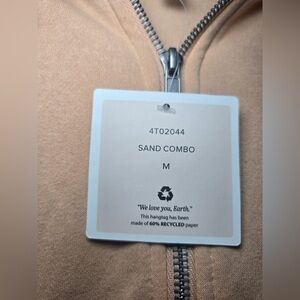 4T02044
SAND COMBO
M
"We love you, Earth."
This hangtag has been
made of 60% RECYCLED paper